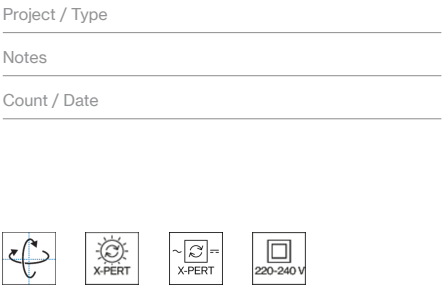 Project / Type
Notes
Count / Date
X-PERT
X-PERT
220-240 V